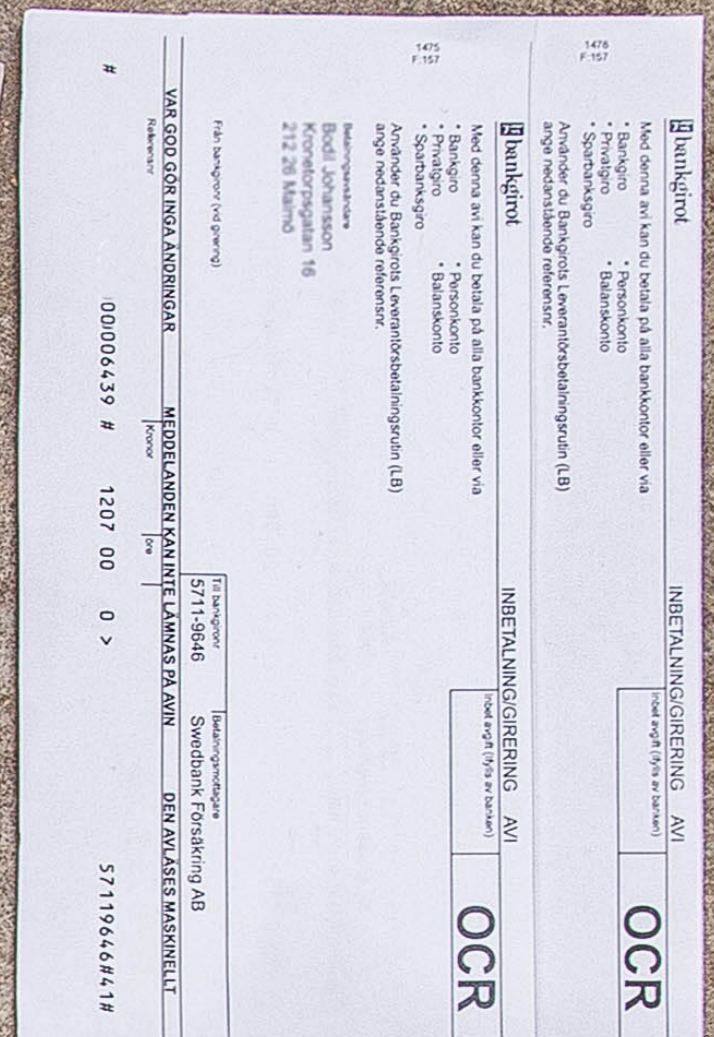 1476
F:157
bankgirot INBETALNING/GIRERING AVI
Med denna avi kan du betala på alla bankkontor eller via
• Bankgiro • Personkonto
• Privatgiro • Balanskonto
• Sparbanksgiro
Inbet avgift (ifylls av banken)
OCR
Använder du Bankgirots Leverantörsbetalningsrutin (LB)
ange nedanstående referensnr.
1475
F:157
bankgirot INBETALNING/GIRERING AVI
Med denna avi kan du betala på alla bankkontor eller via
• Bankgiro • Personkonto
• Privatgiro • Balanskonto
• Sparbanksgiro
Inbet avgift (ifylls av banken)
OCR
Använder du Bankgirots Leverantörsbetalningsrutin (LB)
ange nedanstående referensnr.
Betalningsavsändare
Bodil Johansson
Kronetorpsgatan 16
212 26 Malmö
Från bankgironr (vid girering) Till bankgironr Betalningsmottagare
5711-9646 Swedbank Försäkring AB
VAR GOD GÖR INGA ÄNDRINGAR MEDDELANDEN KAN INTE LÄMNAS PÅ AVIN DEN AVLÄSES MASKINELLT
Referensnr Kronor öre
# # 1207 00 0 > 57119646#41#